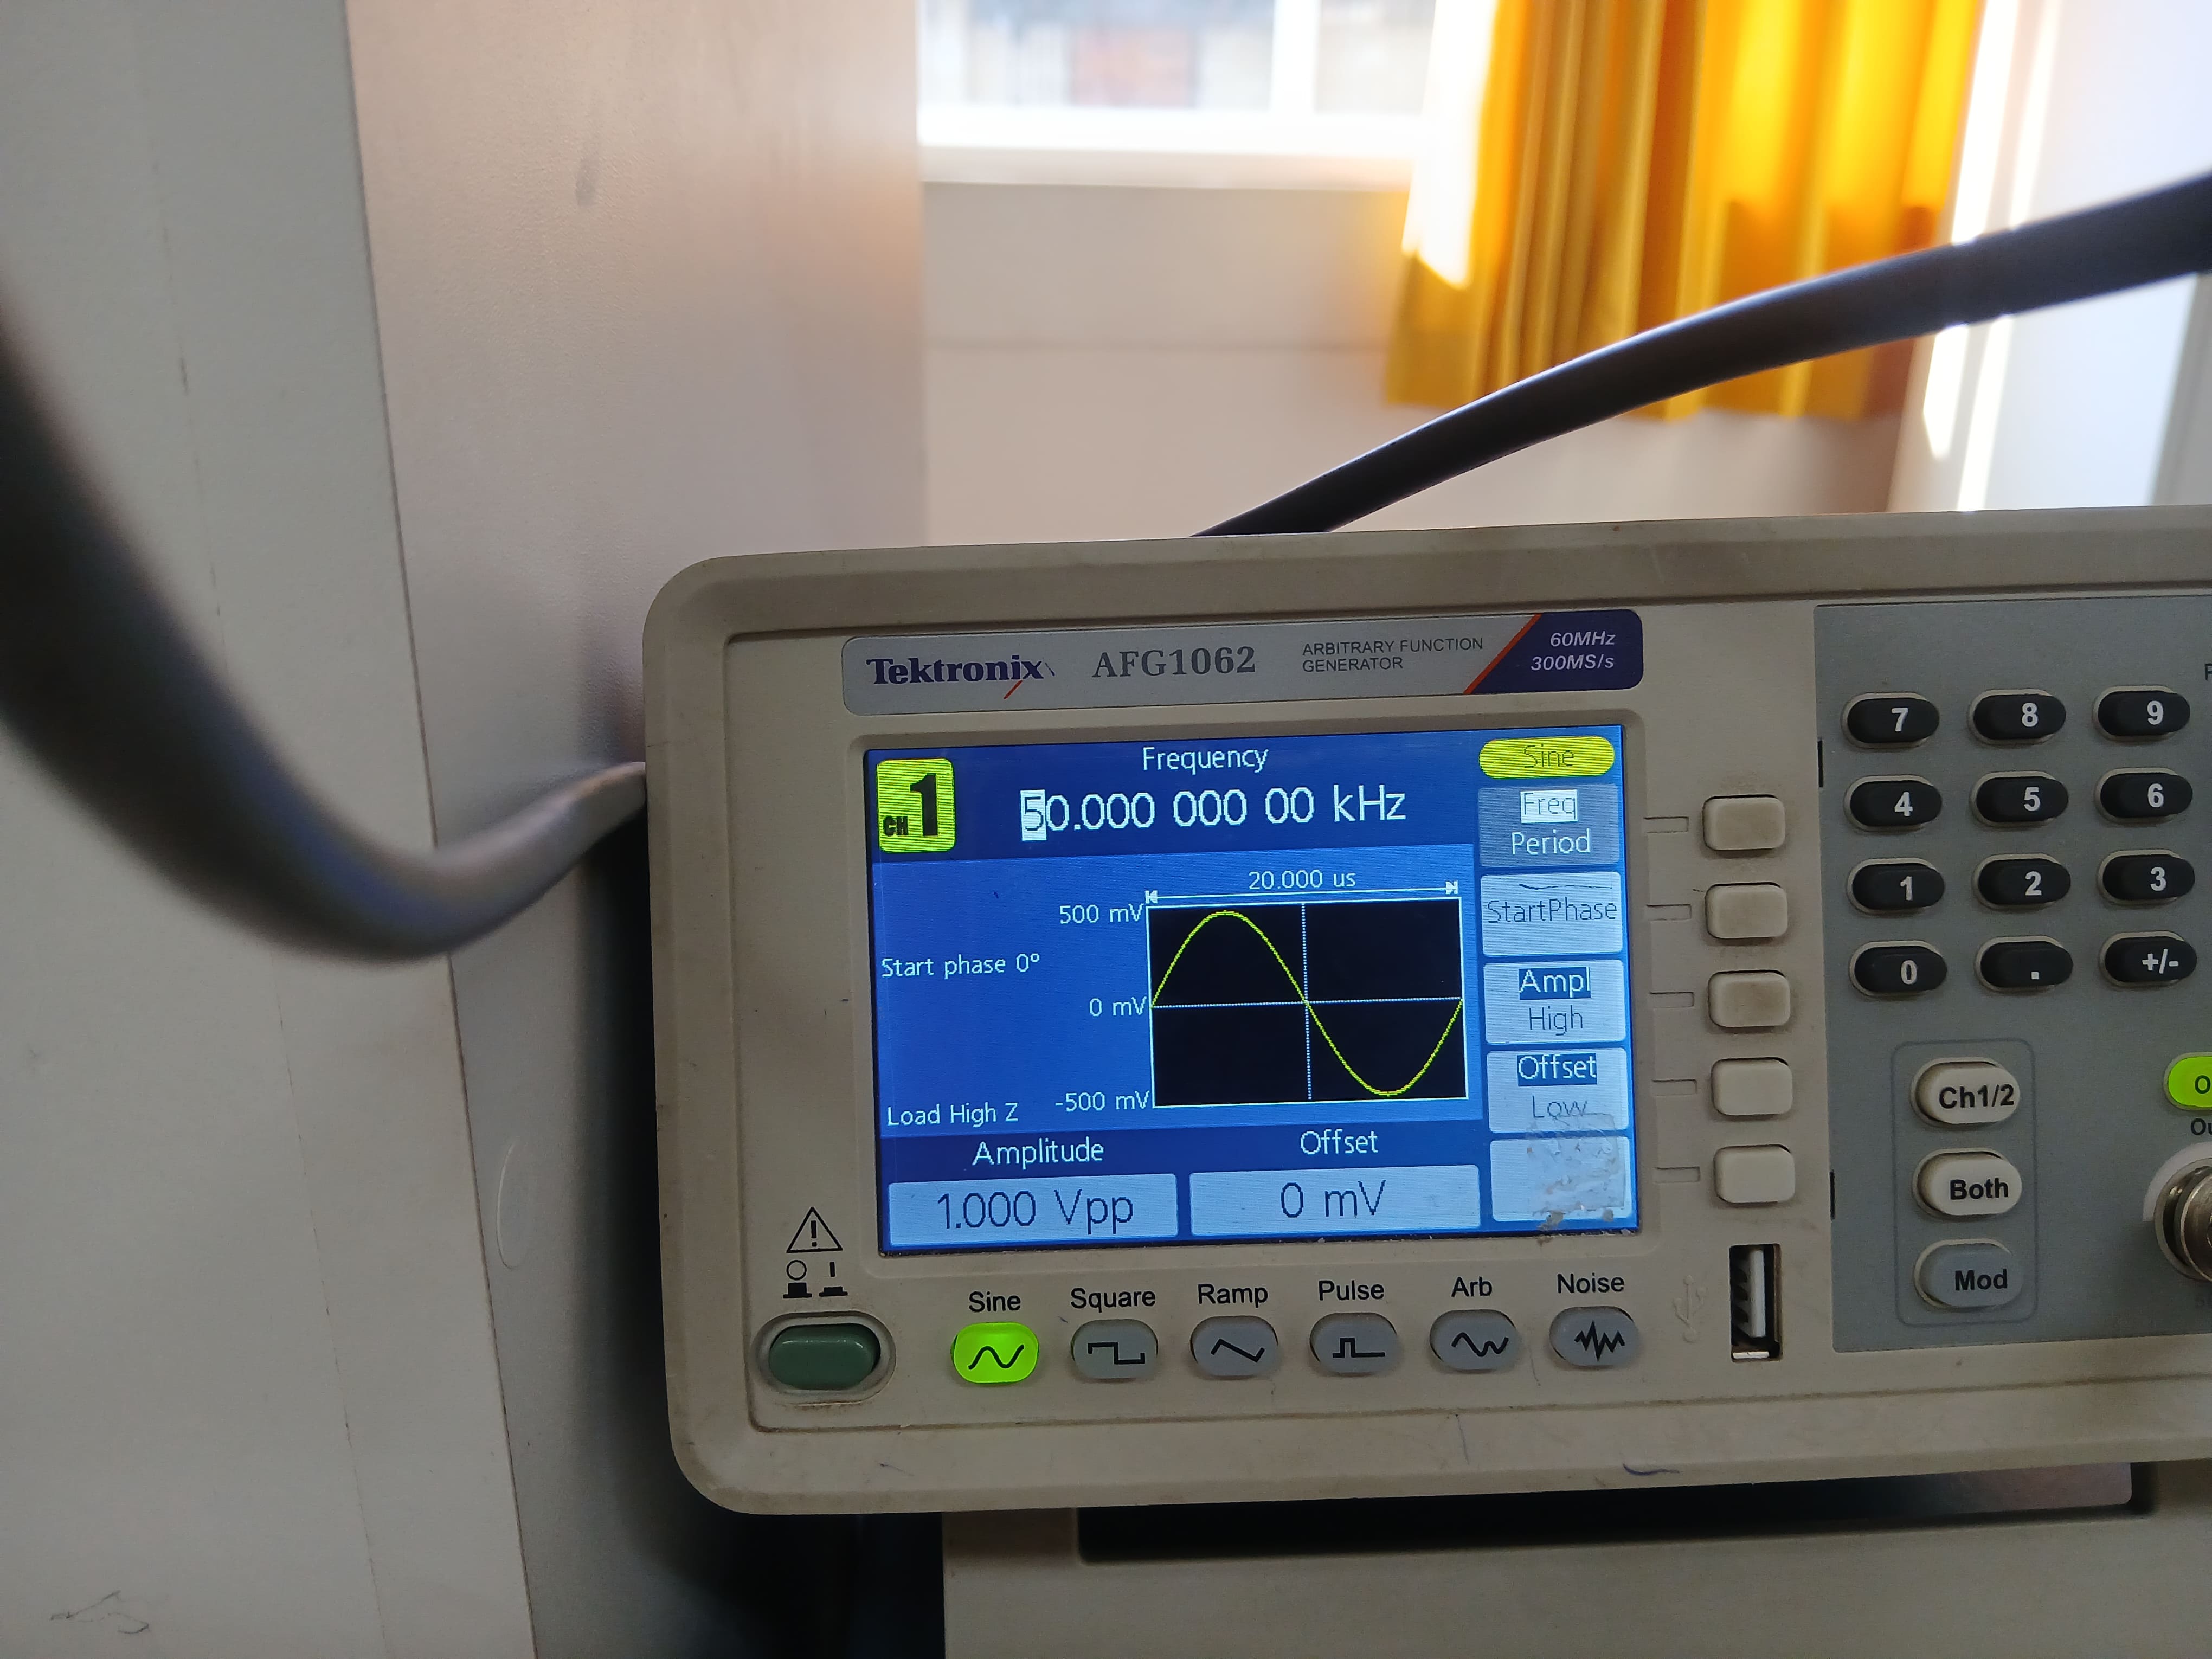 Tektronix AFG1062 ARBITRARY FUNCTION GENERATOR 60MHz 300MS/s
CH 1
Frequency
50.000 000 00 kHz
Sine
Freq
Period
20.000 us
500 mV
StartPhase
Start phase 0°
0 mV
Ampl
High
Offset
Low
Load High Z
-500 mV
Amplitude
Offset
1.000 Vpp
0 mV
Sine
Square
Ramp
Pulse
Arb
Noise
7 8 9
4 5 6
1 2 3
0 . +/-
Ch1/2
Both
Mod